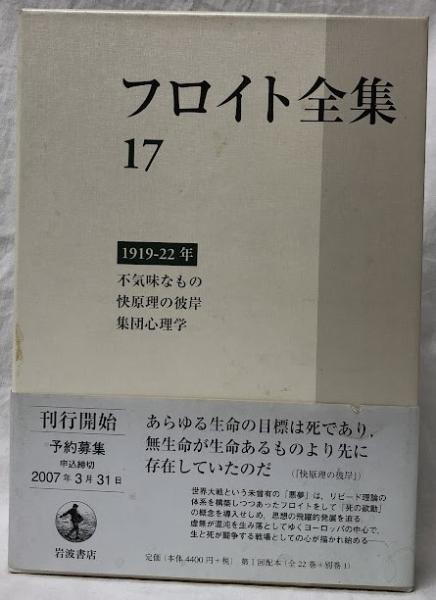 フロイト全集
17
1919-22年
不気味なもの
快原理の彼岸
集団心理学
刊行開始
予約募集
申込締切
2007年3月31日
岩波書店
あらゆる生命の目標は死であり,
無生命が生命あるものより先に
存在していたのだ
(『快原理の彼岸』)
世界大戦という未曾有の「悪夢」は，リビード理論の
体系を構築しつつあったフロイトをして「死の欲動」
の概念を導入せしめ，思想の飛躍的発展を迫る．
虚無が混沌を生み落としてゆくヨーロッパの中心で，
生と死が闘争する戦場としての心が描かれ始める――
定価(本体4400円+税) 第1回配本(全22巻+別巻1)